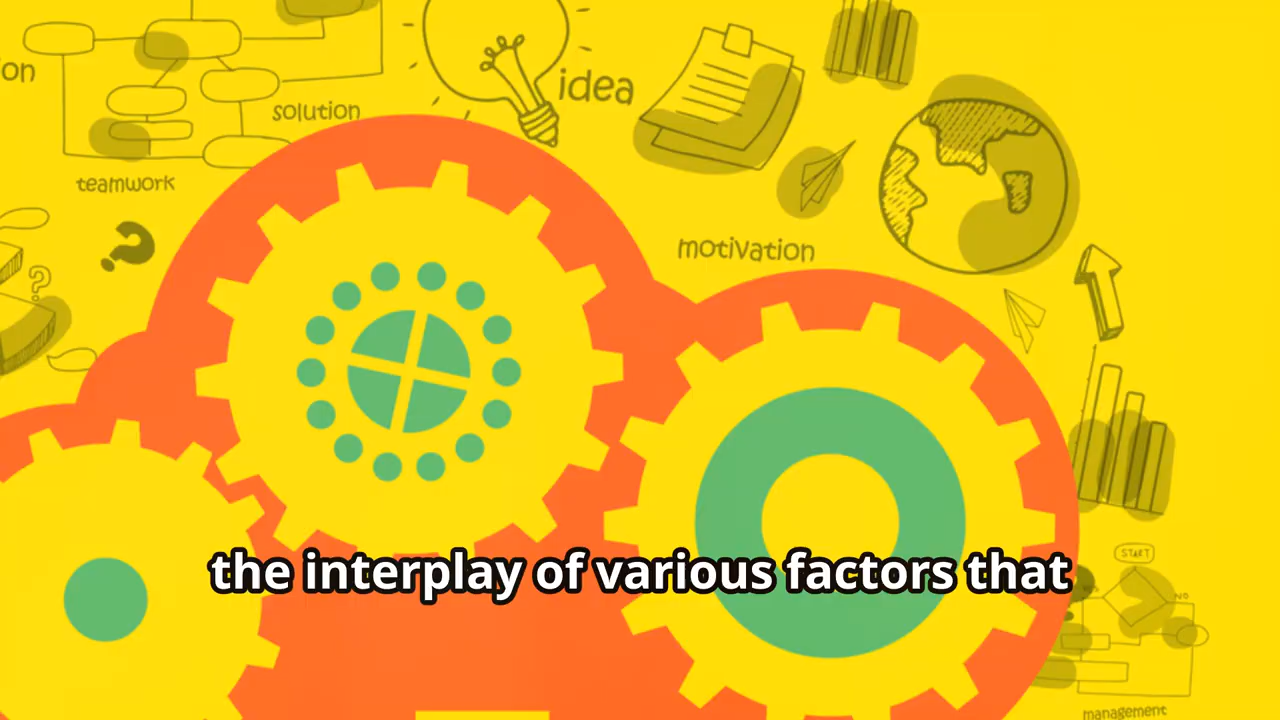 on
solution
idea
teamwork
motivation
the interplay of various factors that
START
NO
management